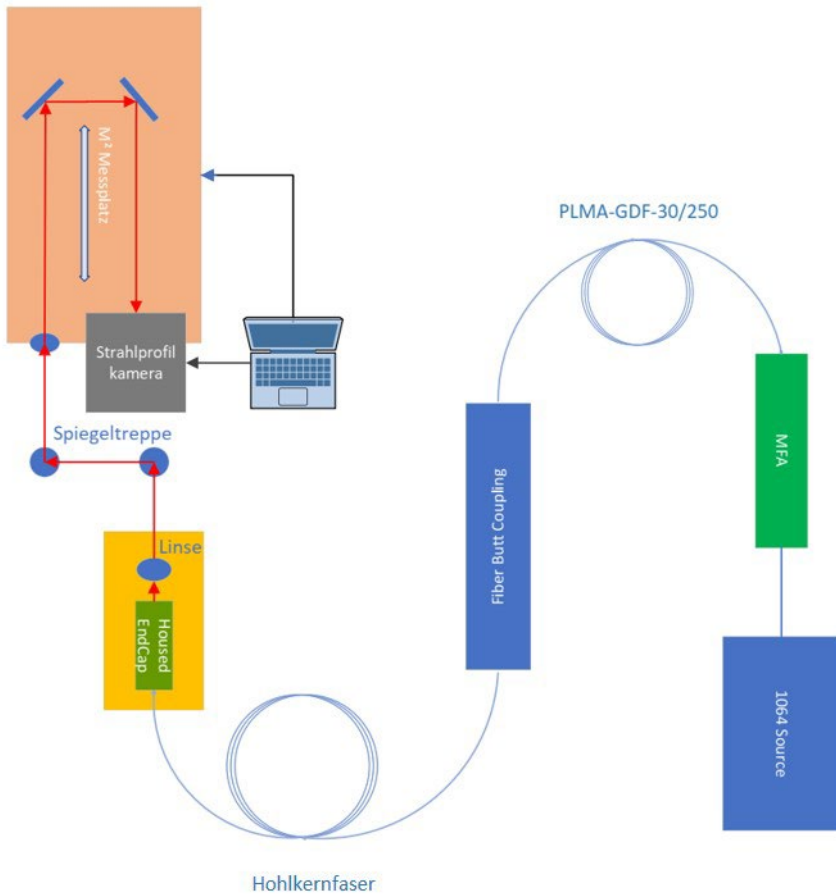 M² Messplatz
Strahlprofil
kamera
Spiegeltreppe
Linse
Housed
EndCap
Hohlkernfaser
Fiber Butt Coupling
PLMA-GDF-30/250
MFA
1064 Source